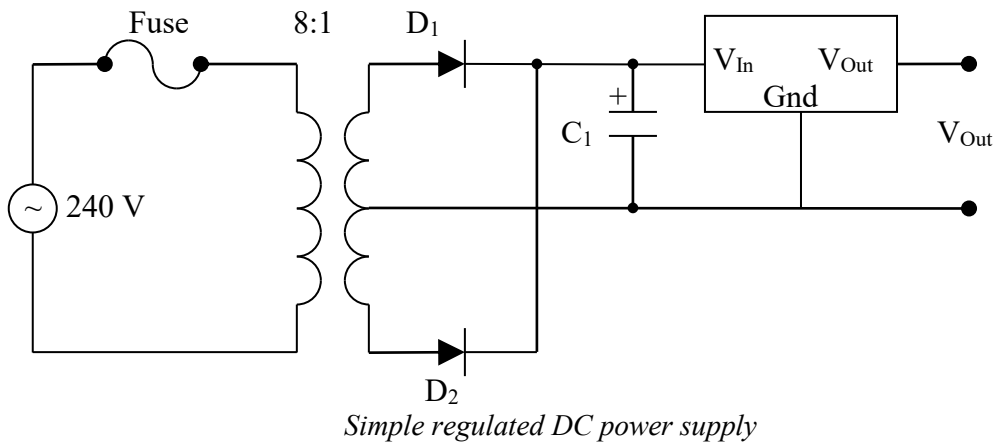 Fuse
8:1
D₁
V_In
V_Out
Gnd
+
C₁
V_Out
~
240 V
D₂
Simple regulated DC power supply